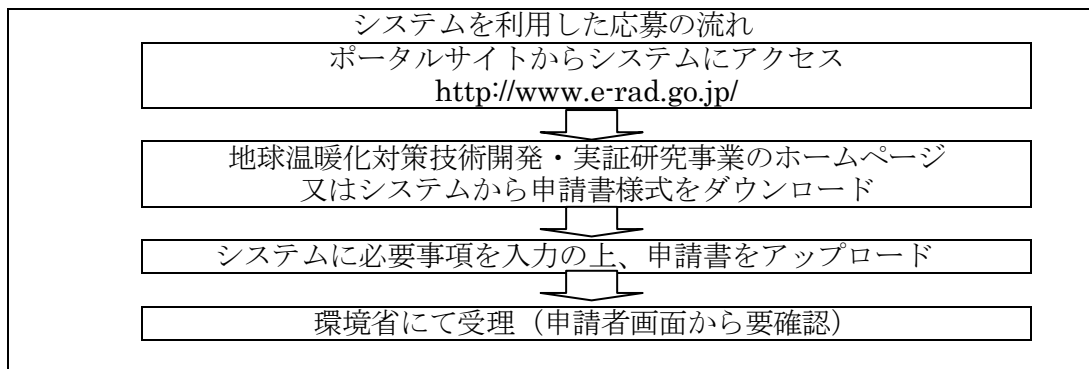 システムを利用した応募の流れ
ポータルサイトからシステムにアクセス
http://www.e-rad.go.jp/
地球温暖化対策技術開発・実証研究事業のホームページ
又はシステムから申請書様式をダウンロード
システムに必要事項を入力の上、申請書をアップロード
環境省にて受理（申請者画面から要確認）